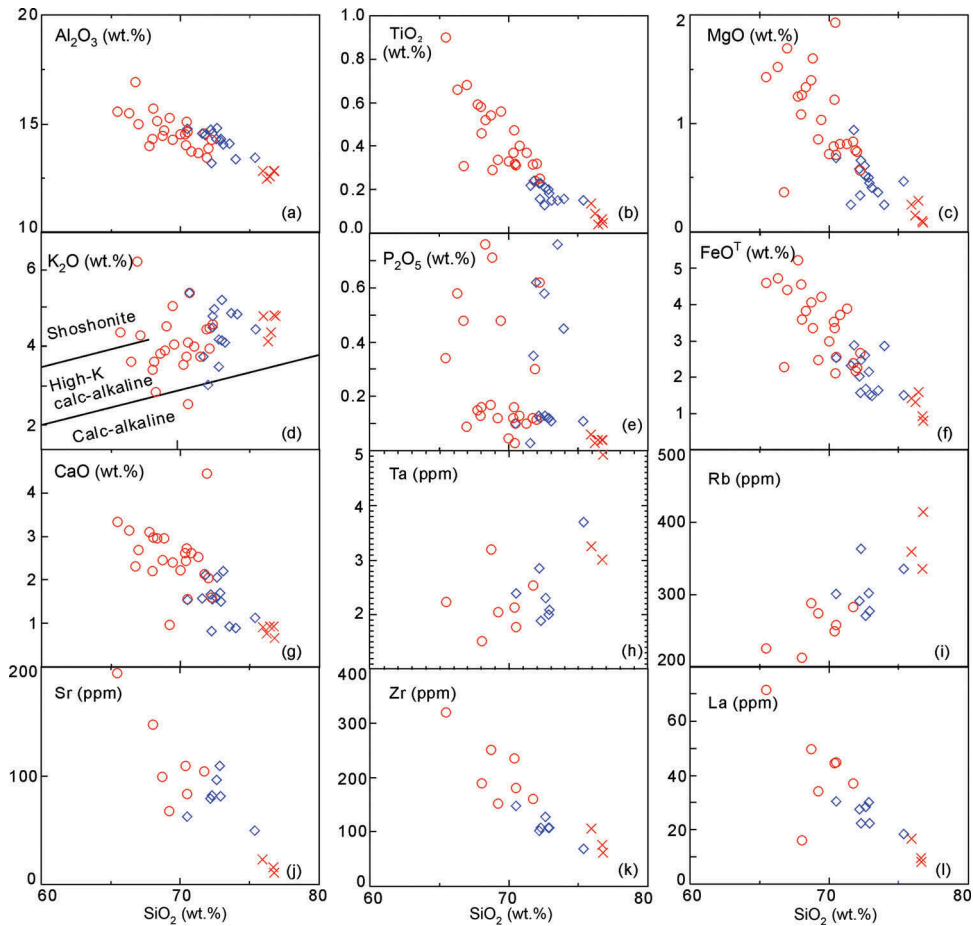 Al₂O₃ (wt.%)
20
15
10
(a)
TiO₂
(wt.%)
1.0
0.8
0.6
0.4
0.2
0.0
(b)
MgO (wt.%)
2
1
0
(c)
K₂O (wt.%)
6
4
2
Shoshonite
High-K
calc-alkaline
Calc-alkaline
(d)
P₂O₅ (wt.%)
0.6
0.4
0.2
(e)
FeOᵀ (wt.%)
5
4
3
2
1
(f)
CaO (wt.%)
4
3
2
1
(g)
Ta (ppm)
5
4
3
2
1
(h)
Rb (ppm)
500
400
300
200
(i)
Sr (ppm)
200
100
(j)
Zr (ppm)
400
300
200
100
(k)
La (ppm)
60
40
20
0
(l)
60
70
80
SiO₂ (wt.%)
60
70
80
SiO₂ (wt.%)
60
70
80
SiO₂ (wt.%)